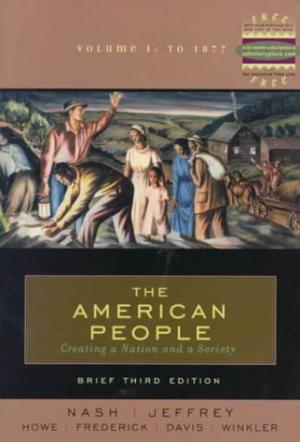 FREE
VOLUME I, TO 1877
THE
AMERICAN
PEOPLE
Creating a Nation and a Society
BRIEF THIRD EDITION
NASH | JEFFREY
HOWE | FREDERICK | DAVIS | WINKLER
FREE